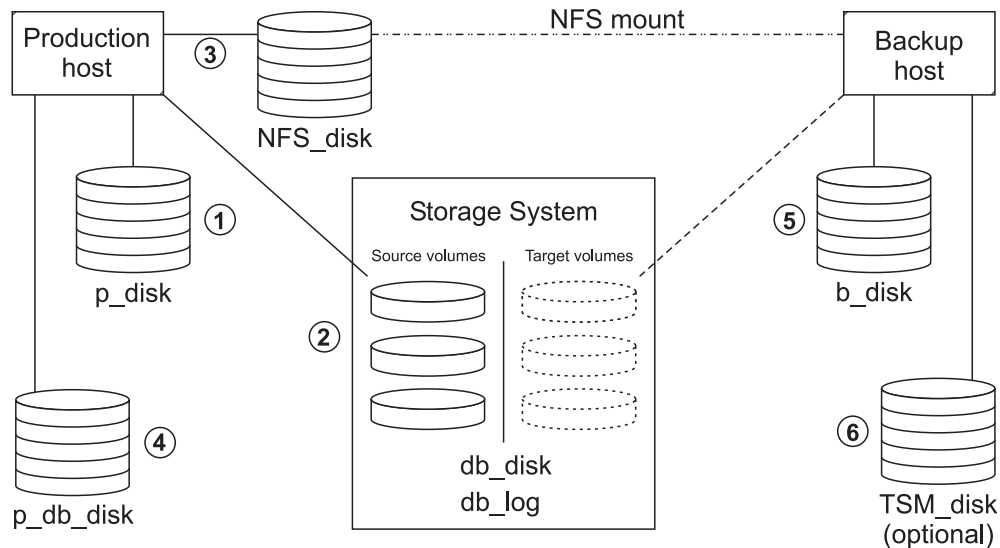 Production
host
3
NFS_disk
NFS mount
Backup
host
1
p_disk
Storage System
Source volumes
Target volumes
2
db_disk
db_log
5
b_disk
4
p_db_disk
6
TSM_disk
(optional)